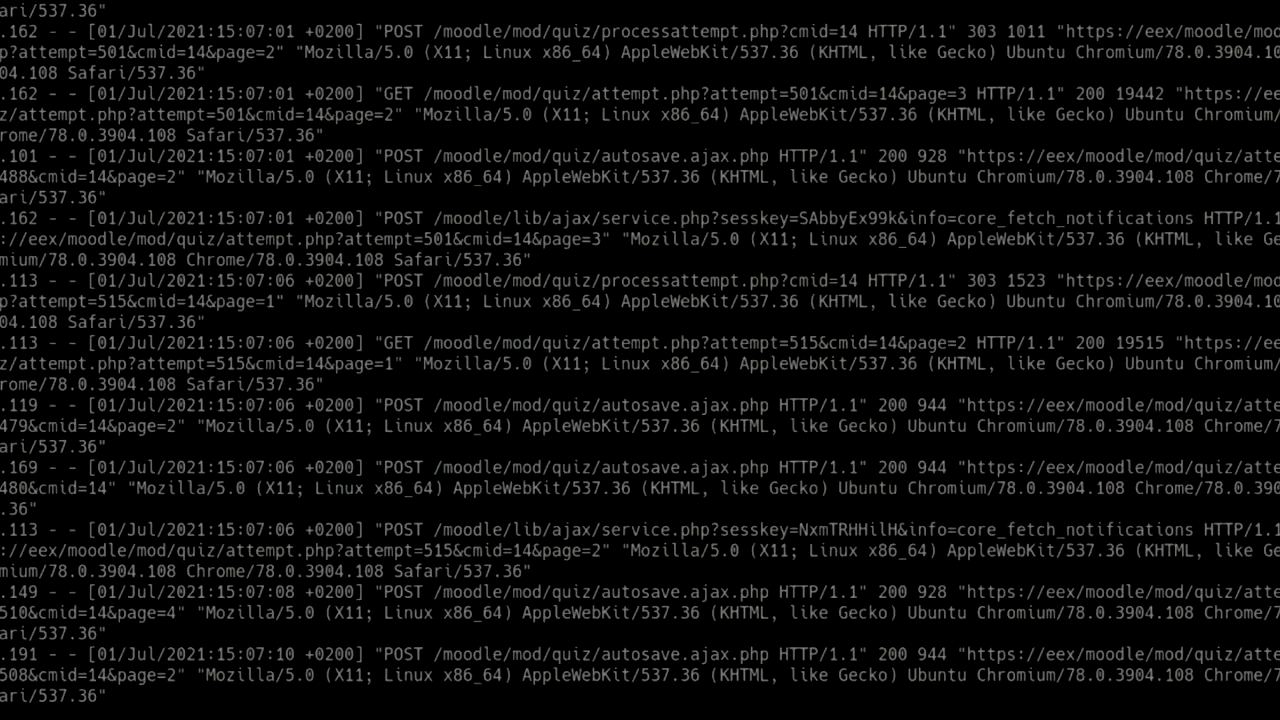 ari/537.36"
.162 - - [01/Jul/2021:15:07:01 +0200] "POST /moodle/mod/quiz/processattempt.php?cmid=14 HTTP/1.1" 303 1011 "https://eex/moodle/mod
p?attempt=501&cmid=14&page=2" "Mozilla/5.0 (X11; Linux x86_64) AppleWebKit/537.36 (KHTML, like Gecko) Ubuntu Chromium/78.0.3904.10
04.108 Safari/537.36"
.162 - - [01/Jul/2021:15:07:01 +0200] "GET /moodle/mod/quiz/attempt.php?attempt=501&cmid=14&page=3 HTTP/1.1" 200 19442 "https://ee
z/attempt.php?attempt=501&cmid=14&page=2" "Mozilla/5.0 (X11; Linux x86_64) AppleWebKit/537.36 (KHTML, like Gecko) Ubuntu Chromium/
rome/78.0.3904.108 Safari/537.36"
.101 - - [01/Jul/2021:15:07:01 +0200] "POST /moodle/mod/quiz/autosave.ajax.php HTTP/1.1" 200 928 "https://eex/moodle/mod/quiz/atte
488&cmid=14&page=2" "Mozilla/5.0 (X11; Linux x86_64) AppleWebKit/537.36 (KHTML, like Gecko) Ubuntu Chromium/78.0.3904.108 Chrome/7
ari/537.36"
.162 - - [01/Jul/2021:15:07:01 +0200] "POST /moodle/lib/ajax/service.php?sesskey=SAbbyEx99k&info=core_fetch_notifications HTTP/1.1
://eex/moodle/mod/quiz/attempt.php?attempt=501&cmid=14&page=3" "Mozilla/5.0 (X11; Linux x86_64) AppleWebKit/537.36 (KHTML, like Ge
mium/78.0.3904.108 Chrome/78.0.3904.108 Safari/537.36"
.113 - - [01/Jul/2021:15:07:06 +0200] "POST /moodle/mod/quiz/processattempt.php?cmid=14 HTTP/1.1" 303 1523 "https://eex/moodle/mod
p?attempt=515&cmid=14&page=1" "Mozilla/5.0 (X11; Linux x86_64) AppleWebKit/537.36 (KHTML, like Gecko) Ubuntu Chromium/78.0.3904.10
04.108 Safari/537.36"
.113 - - [01/Jul/2021:15:07:06 +0200] "GET /moodle/mod/quiz/attempt.php?attempt=515&cmid=14&page=2 HTTP/1.1" 200 19515 "https://ee
z/attempt.php?attempt=515&cmid=14&page=1" "Mozilla/5.0 (X11; Linux x86_64) AppleWebKit/537.36 (KHTML, like Gecko) Ubuntu Chromium/
rome/78.0.3904.108 Safari/537.36"
.119 - - [01/Jul/2021:15:07:06 +0200] "POST /moodle/mod/quiz/autosave.ajax.php HTTP/1.1" 200 944 "https://eex/moodle/mod/quiz/atte
479&cmid=14&page=2" "Mozilla/5.0 (X11; Linux x86_64) AppleWebKit/537.36 (KHTML, like Gecko) Ubuntu Chromium/78.0.3904.108 Chrome/7
ari/537.36"
.169 - - [01/Jul/2021:15:07:06 +0200] "POST /moodle/mod/quiz/autosave.ajax.php HTTP/1.1" 200 944 "https://eex/moodle/mod/quiz/atte
480&cmid=14" "Mozilla/5.0 (X11; Linux x86_64) AppleWebKit/537.36 (KHTML, like Gecko) Ubuntu Chromium/78.0.3904.108 Chrome/78.0.390
.36"
.113 - - [01/Jul/2021:15:07:06 +0200] "POST /moodle/lib/ajax/service.php?sesskey=NxmTRHHilH&info=core_fetch_notifications HTTP/1.1
://eex/moodle/mod/quiz/attempt.php?attempt=515&cmid=14&page=2" "Mozilla/5.0 (X11; Linux x86_64) AppleWebKit/537.36 (KHTML, like Ge
mium/78.0.3904.108 Chrome/78.0.3904.108 Safari/537.36"
.149 - - [01/Jul/2021:15:07:08 +0200] "POST /moodle/mod/quiz/autosave.ajax.php HTTP/1.1" 200 928 "https://eex/moodle/mod/quiz/atte
510&cmid=14&page=4" "Mozilla/5.0 (X11; Linux x86_64) AppleWebKit/537.36 (KHTML, like Gecko) Ubuntu Chromium/78.0.3904.108 Chrome/7
ari/537.36"
.191 - - [01/Jul/2021:15:07:10 +0200] "POST /moodle/mod/quiz/autosave.ajax.php HTTP/1.1" 200 944 "https://eex/moodle/mod/quiz/atte
508&cmid=14&page=2" "Mozilla/5.0 (X11; Linux x86_64) AppleWebKit/537.36 (KHTML, like Gecko) Ubuntu Chromium/78.0.3904.108 Chrome/7
ari/537.36"